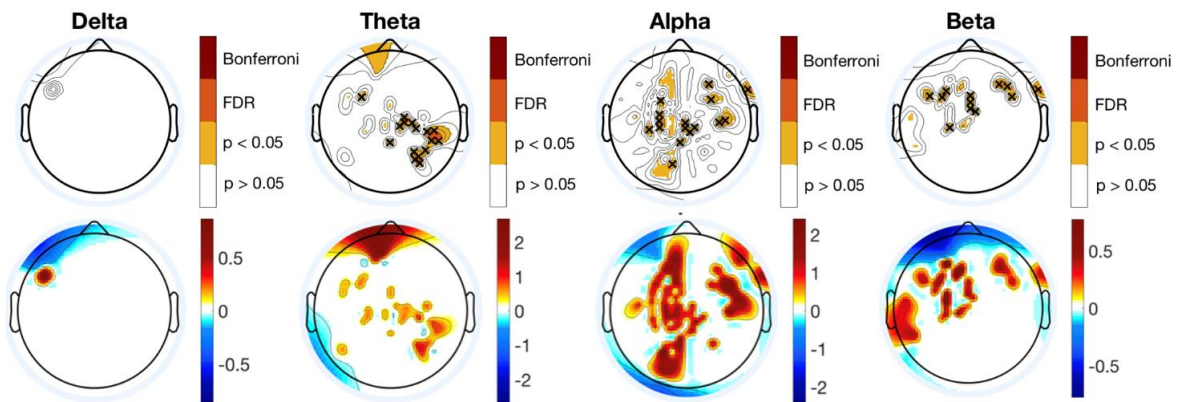 Delta
Theta
Alpha
Beta
Bonferroni
FDR
p < 0.05
p > 0.05
Bonferroni
FDR
p < 0.05
p > 0.05
Bonferroni
FDR
p < 0.05
p > 0.05
Bonferroni
FDR
p < 0.05
p > 0.05
0.5
0
-0.5
2
1
0
-1
-2
2
1
0
-1
-2
0.5
0
-0.5